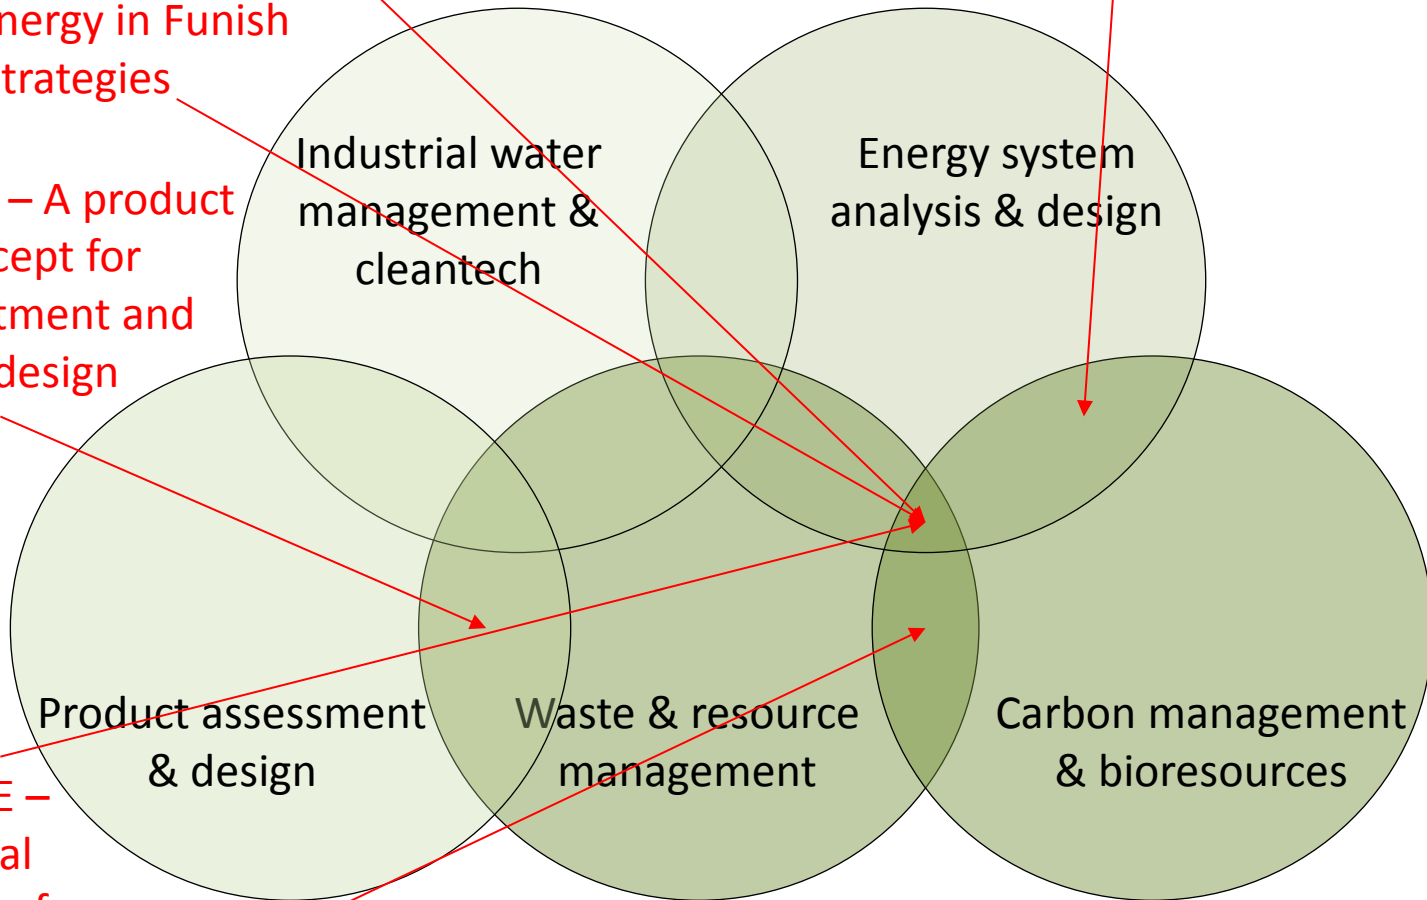 nergy in Funish
trategies
Industrial water
management &
cleantech
Energy system
analysis & design
– A product
cept for
tment and
design
Product assessment
& design
Waste & resource
management
Carbon management
& bioresources
E –
al